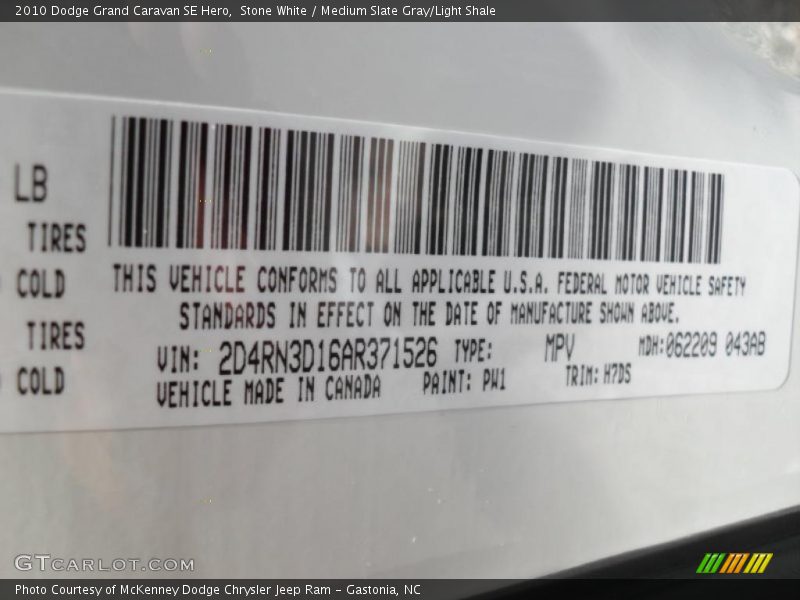 2010 Dodge Grand Caravan SE Hero,  Stone White / Medium Slate Gray/Light Shale
LB
TIRES
COLD
TIRES
COLD
THIS VEHICLE CONFORMS TO ALL APPLICABLE U.S.A. FEDERAL MOTOR VEHICLE SAFETY
STANDARDS IN EFFECT ON THE DATE OF MANUFACTURE SHOWN ABOVE.
VIN: 2D4RN3D16AR371526 TYPE: MPV MDH:062209 043AB
VEHICLE MADE IN CANADA PAINT: PW1 TRIM: H7DS
GTCARLOT.COM
Photo Courtesy of McKenney Dodge Chrysler Jeep Ram – Gastonia, NC